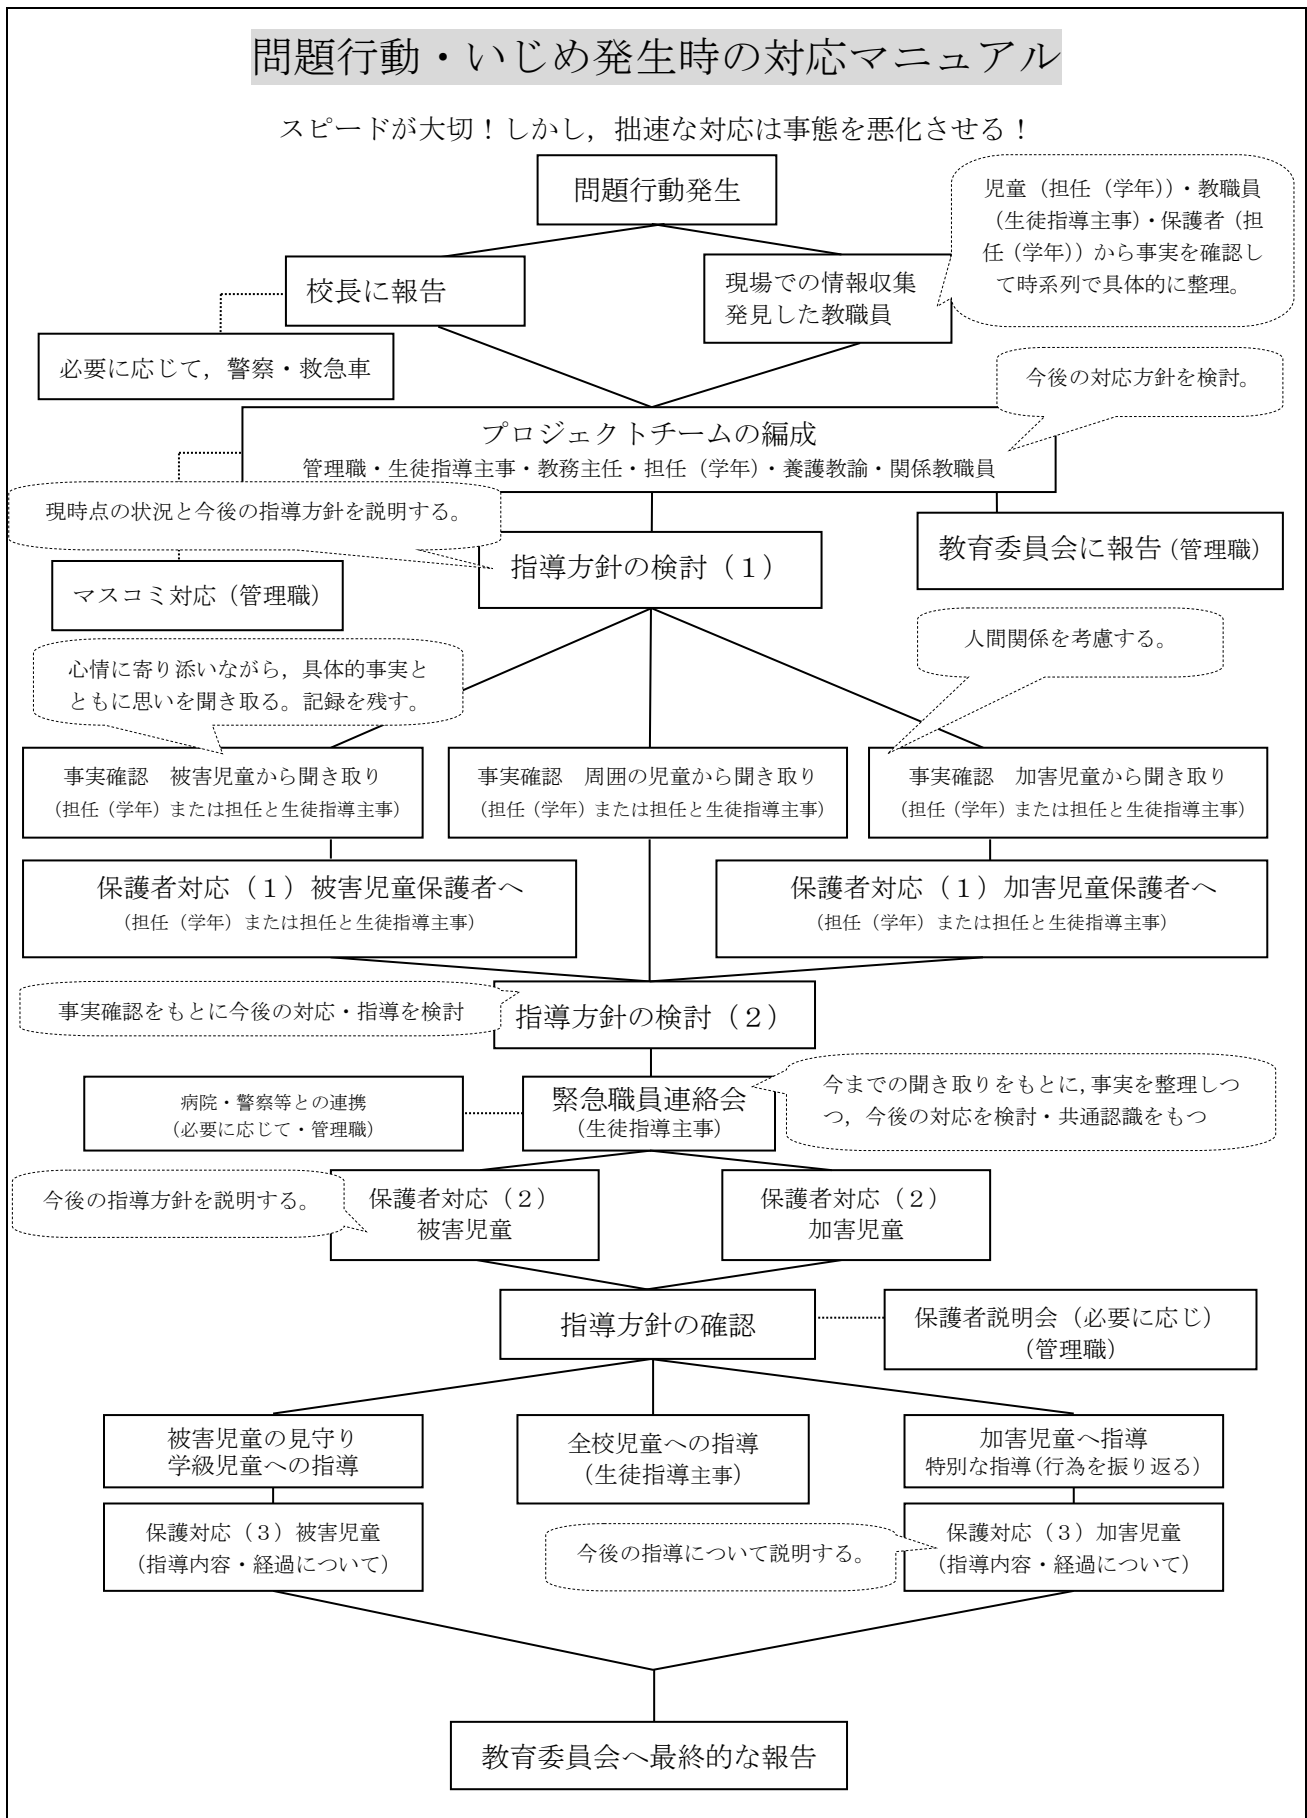 問題行動・いじめ発生時の対応マニュアル
スピードが大切！しかし，拙速な対応は事態を悪化させる！
問題行動発生
児童（担任（学年））・教職員
（生徒指導主事）・保護者（担
任（学年））から事実を確認し
て時系列で具体的に整理。
校長に報告
現場での情報収集
発見した教職員
必要に応じて，警察・救急車
今後の対応方針を検討。
プロジェクトチームの編成
管理職・生徒指導主事・教務主任・担任（学年）・養護教諭・関係教職員
現時点の状況と今後の指導方針を説明する。
教育委員会に報告（管理職）
指導方針の検討（１）
マスコミ対応（管理職）
人間関係を考慮する。
心情に寄り添いながら，具体的事実と
ともに思いを聞き取る。記録を残す。
事実確認　被害児童から聞き取り
（担任（学年）または担任と生徒指導主事）
事実確認　周囲の児童から聞き取り
（担任（学年）または担任と生徒指導主事）
事実確認　加害児童から聞き取り
（担任（学年）または担任と生徒指導主事）
保護者対応（１）被害児童保護者へ
（担任（学年）または担任と生徒指導主事）
保護者対応（１）加害児童保護者へ
（担任（学年）または担任と生徒指導主事）
事実確認をもとに今後の対応・指導を検討
指導方針の検討（２）
病院・警察等との連携
（必要に応じて・管理職）
緊急職員連絡会
（生徒指導主事）
今までの聞き取りをもとに，事実を整理しつ
つ，今後の対応を検討・共通認識をもつ
今後の指導方針を説明する。
保護者対応（２）
被害児童
保護者対応（２）
加害児童
指導方針の確認
保護者説明会（必要に応じ）
（管理職）
被害児童の見守り
学級児童への指導
全校児童への指導
（生徒指導主事）
加害児童へ指導
特別な指導（行為を振り返る）
保護対応（３）被害児童
（指導内容・経過について）
今後の指導について説明する。
保護対応（３）加害児童
（指導内容・経過について）
教育委員会へ最終的な報告